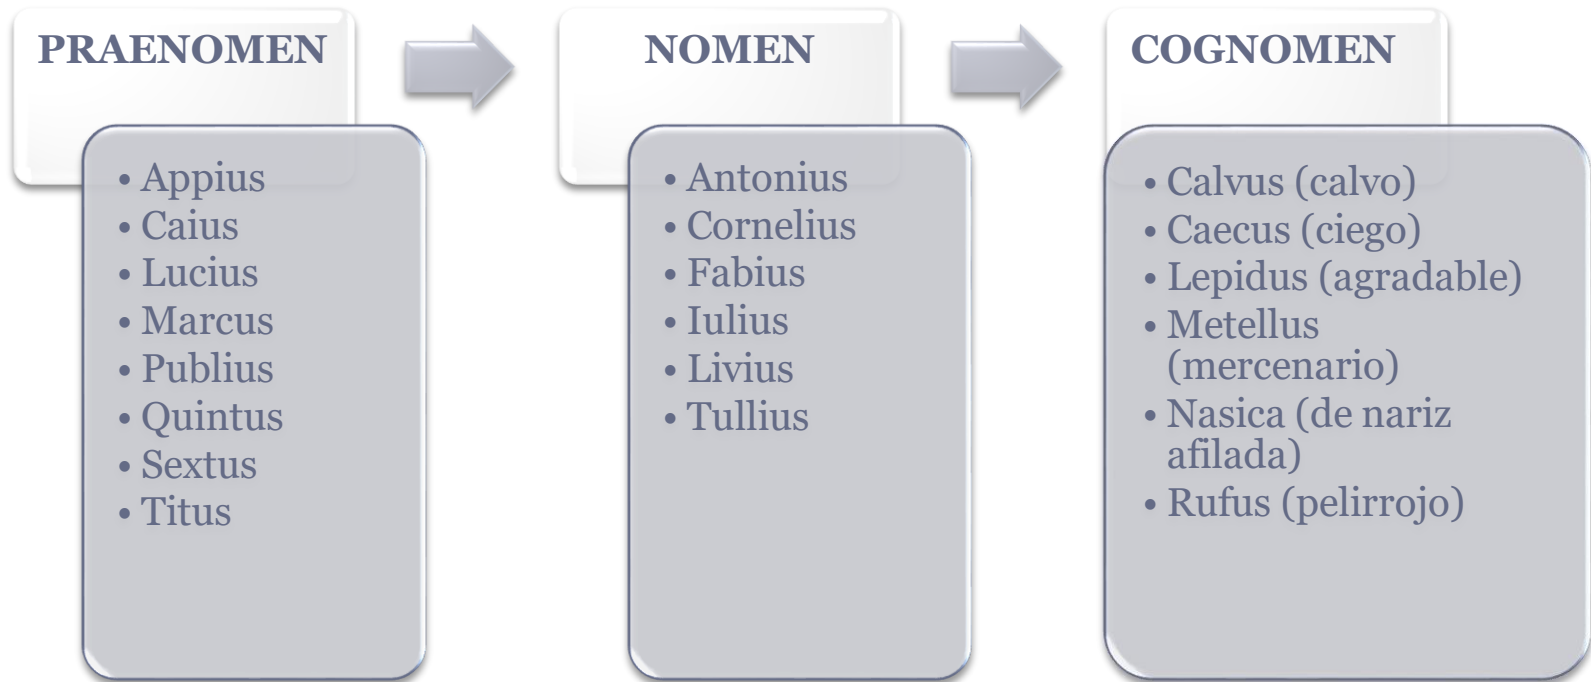 PRAENOMEN
• Appius
• Caius
• Lucius
• Marcus
• Publius
• Quintus
• Sextus
• Titus
NOMEN
• Antonius
• Cornelius
• Fabius
• Iulius
• Livius
• Tullius
COGNOMEN
• Calvus (calvo)
• Caecus (ciego)
• Lepidus (agradable)
• Metellus
(mercenario)
• Nasica (de nariz
afilada)
• Rufus (pelirrojo)